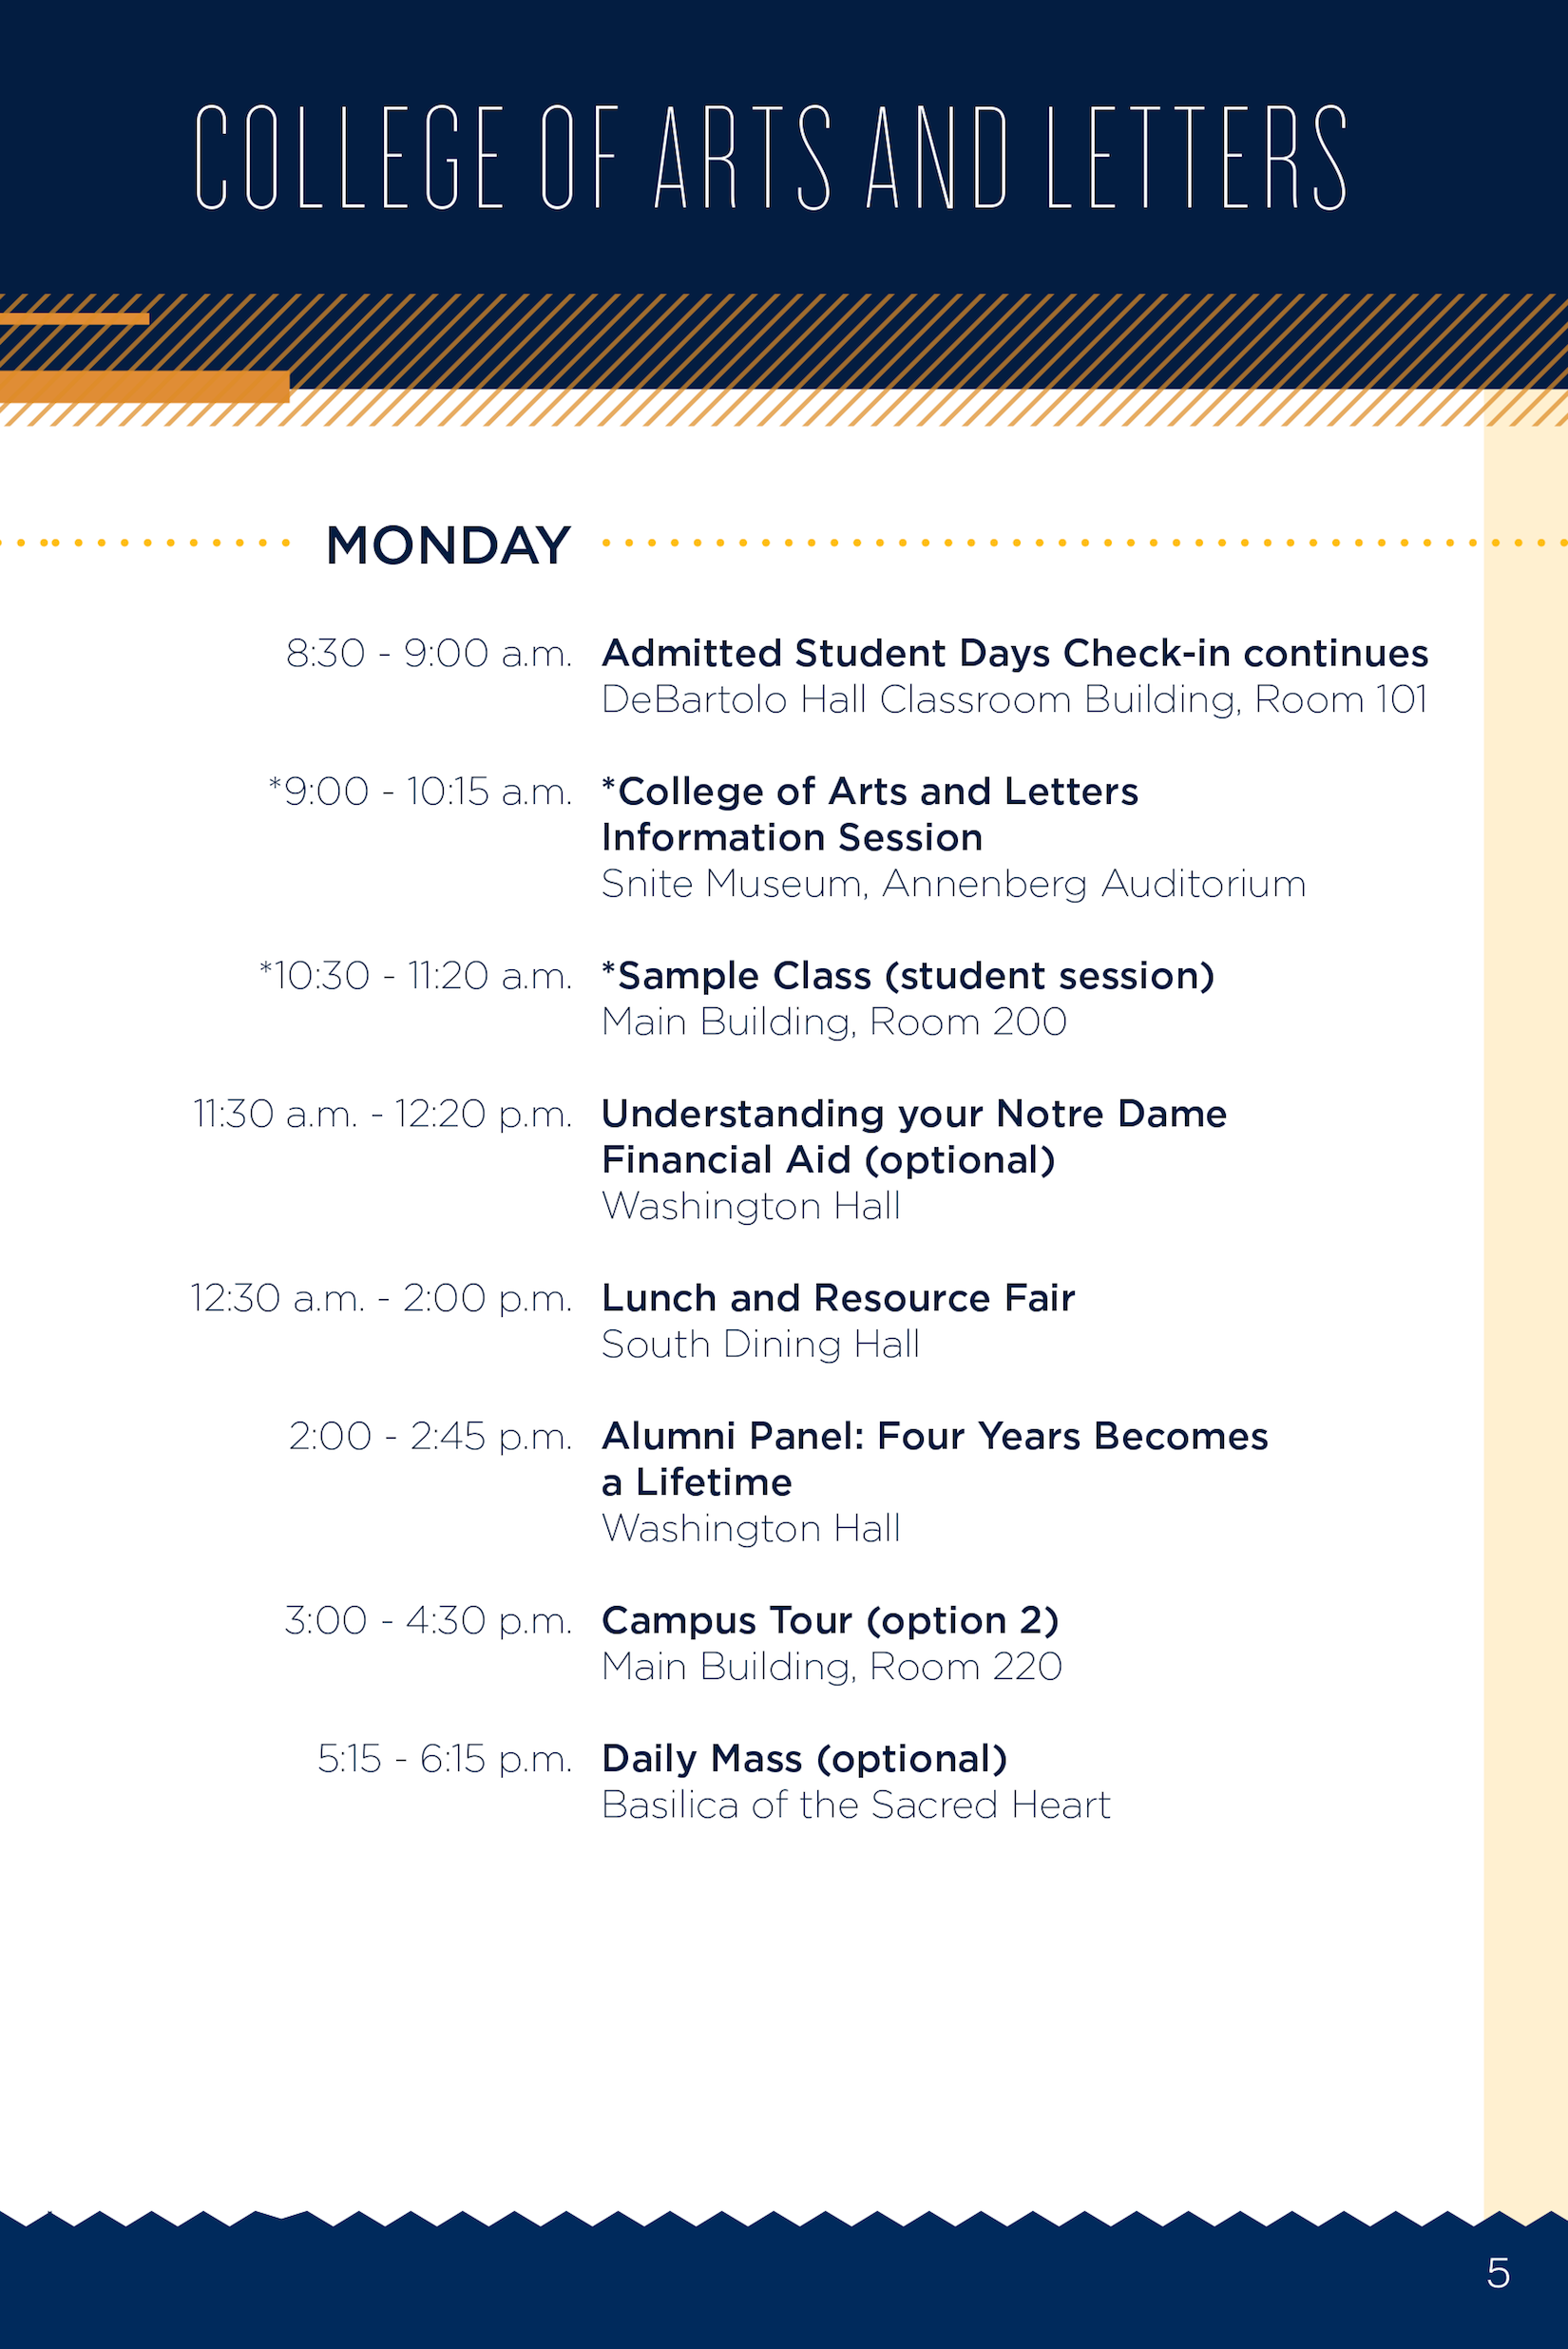 COLLEGE OF ARTS AND LETTERS
MONDAY
8:30 - 9:00 a.m. Admitted Student Days Check-in continues
DeBartolo Hall Classroom Building, Room 101
*9:00 - 10:15 a.m. *College of Arts and Letters
Information Session
Snite Museum, Annenberg Auditorium
*10:30 - 11:20 a.m. *Sample Class (student session)
Main Building, Room 200
11:30 a.m. - 12:20 p.m. Understanding your Notre Dame
Financial Aid (optional)
Washington Hall
12:30 a.m. - 2:00 p.m. Lunch and Resource Fair
South Dining Hall
2:00 - 2:45 p.m. Alumni Panel: Four Years Becomes
a Lifetime
Washington Hall
3:00 - 4:30 p.m. Campus Tour (option 2)
Main Building, Room 220
5:15 - 6:15 p.m. Daily Mass (optional)
Basilica of the Sacred Heart
5